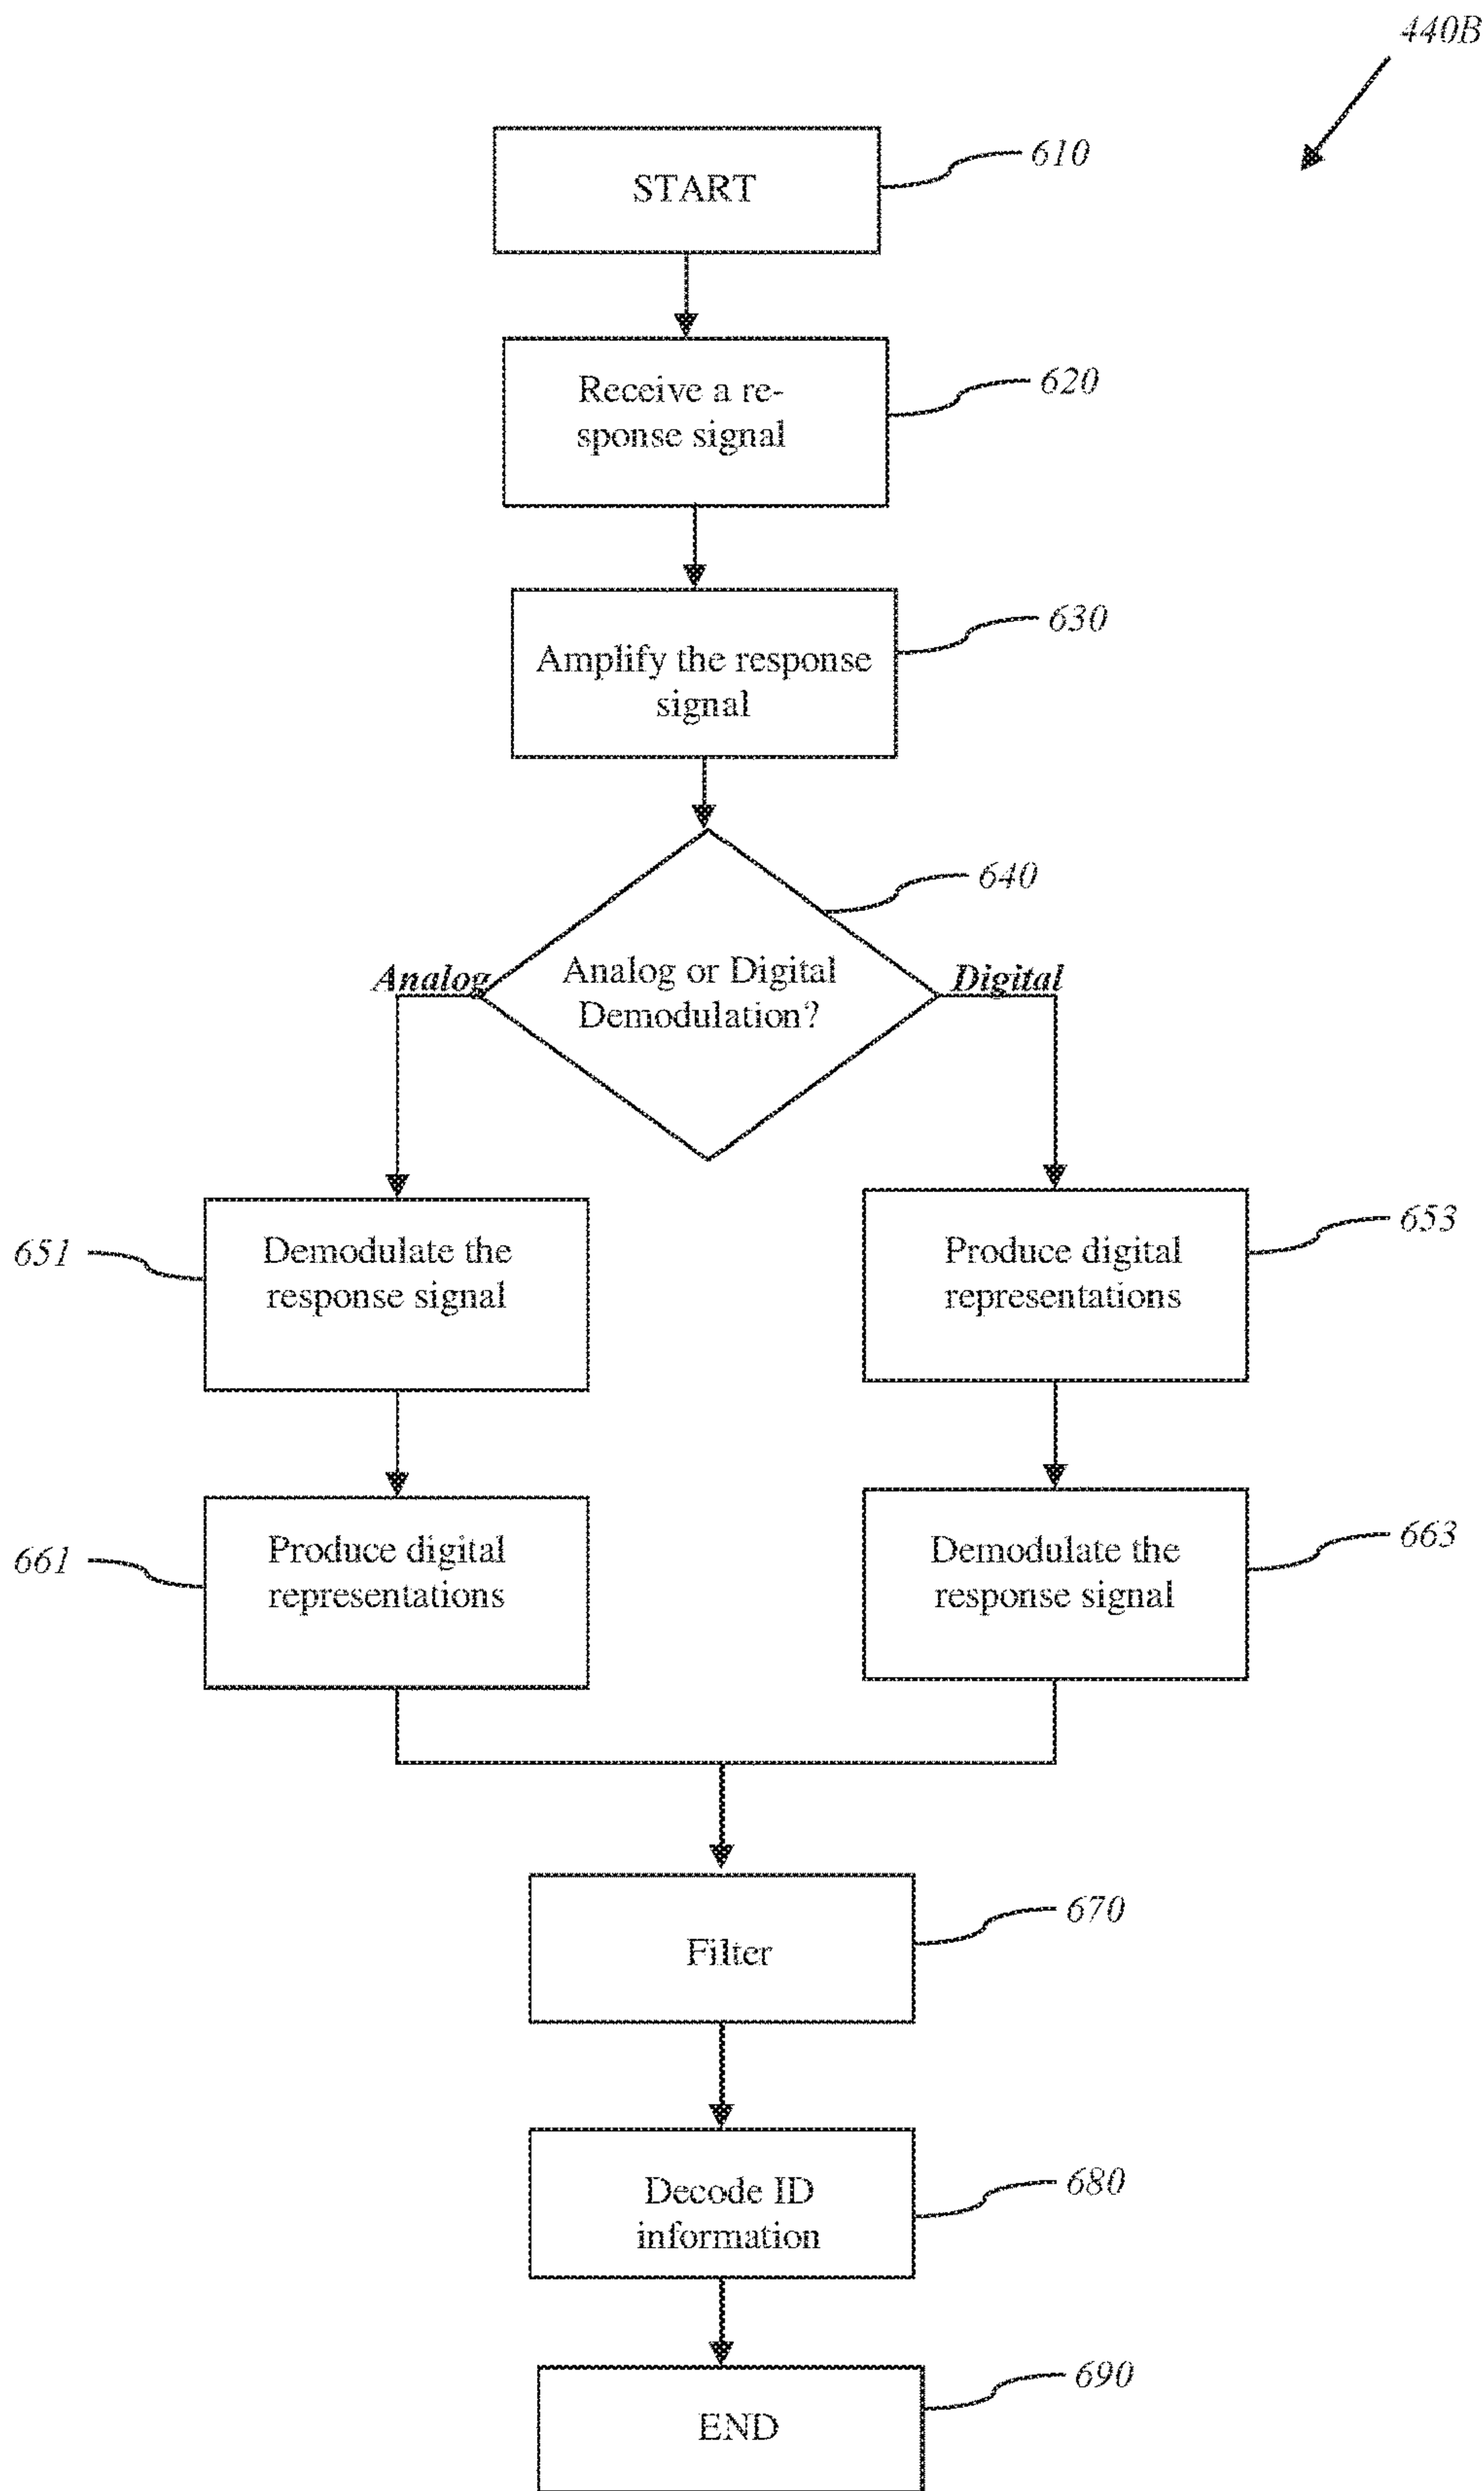 440B
START
610
Receive a re-
sponse signal
620
Amplify the response
signal
630
640
Analog
Analog or Digital
Demodulation?
Digital
651
Demodulate the
response signal
Produce digital
representations
653
661
Produce digital
representations
Demodulate the
response signal
663
Filter
670
Decode ID
information
680
END
690